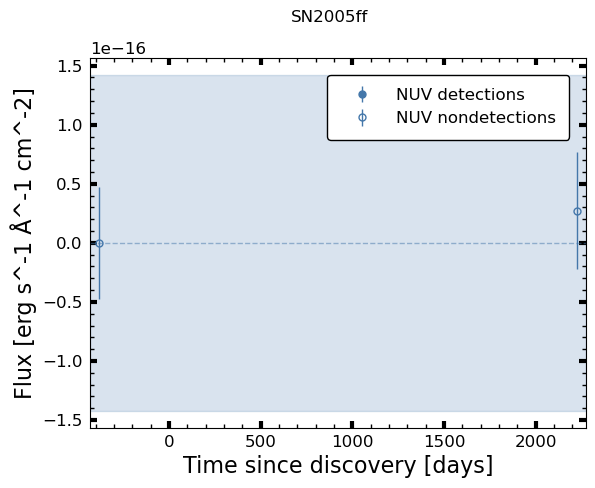 SN2005ff
1e−16
NUV detections
NUV nondetections
1.5
1.0
0.5
0.0
−0.5
−1.0
−1.5
Flux [erg s^-1 Å^-1 cm^-2]
0 500 1000 1500 2000
Time since discovery [days]